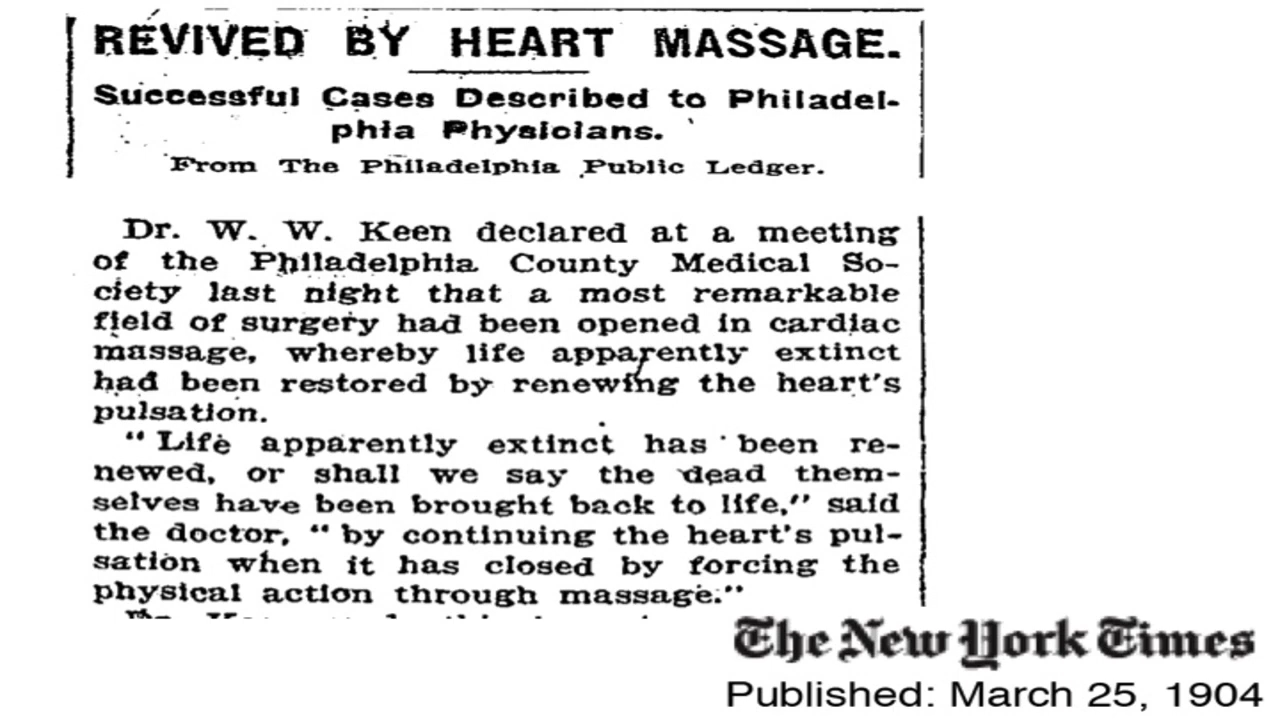 REVIVED BY HEART MASSAGE.
Successful Cases Described to Philadel-
phia Physicians.
From The Philadelphia Public Ledger.
Dr. W. W. Keen declared at a meeting
of the Philadelphia County Medical So-
ciety last night that a most remarkable
field of surgery had been opened in cardiac
massage, whereby life apparently extinct
had been restored by renewing the heart's
pulsation.
" Life apparently extinct has been re-
newed, or shall we say the dead them-
selves have been brought back to life," said
the doctor, " by continuing the heart's pul-
sation when it has closed by forcing the
physical action through massage."
The New York Times
Published: March 25, 1904